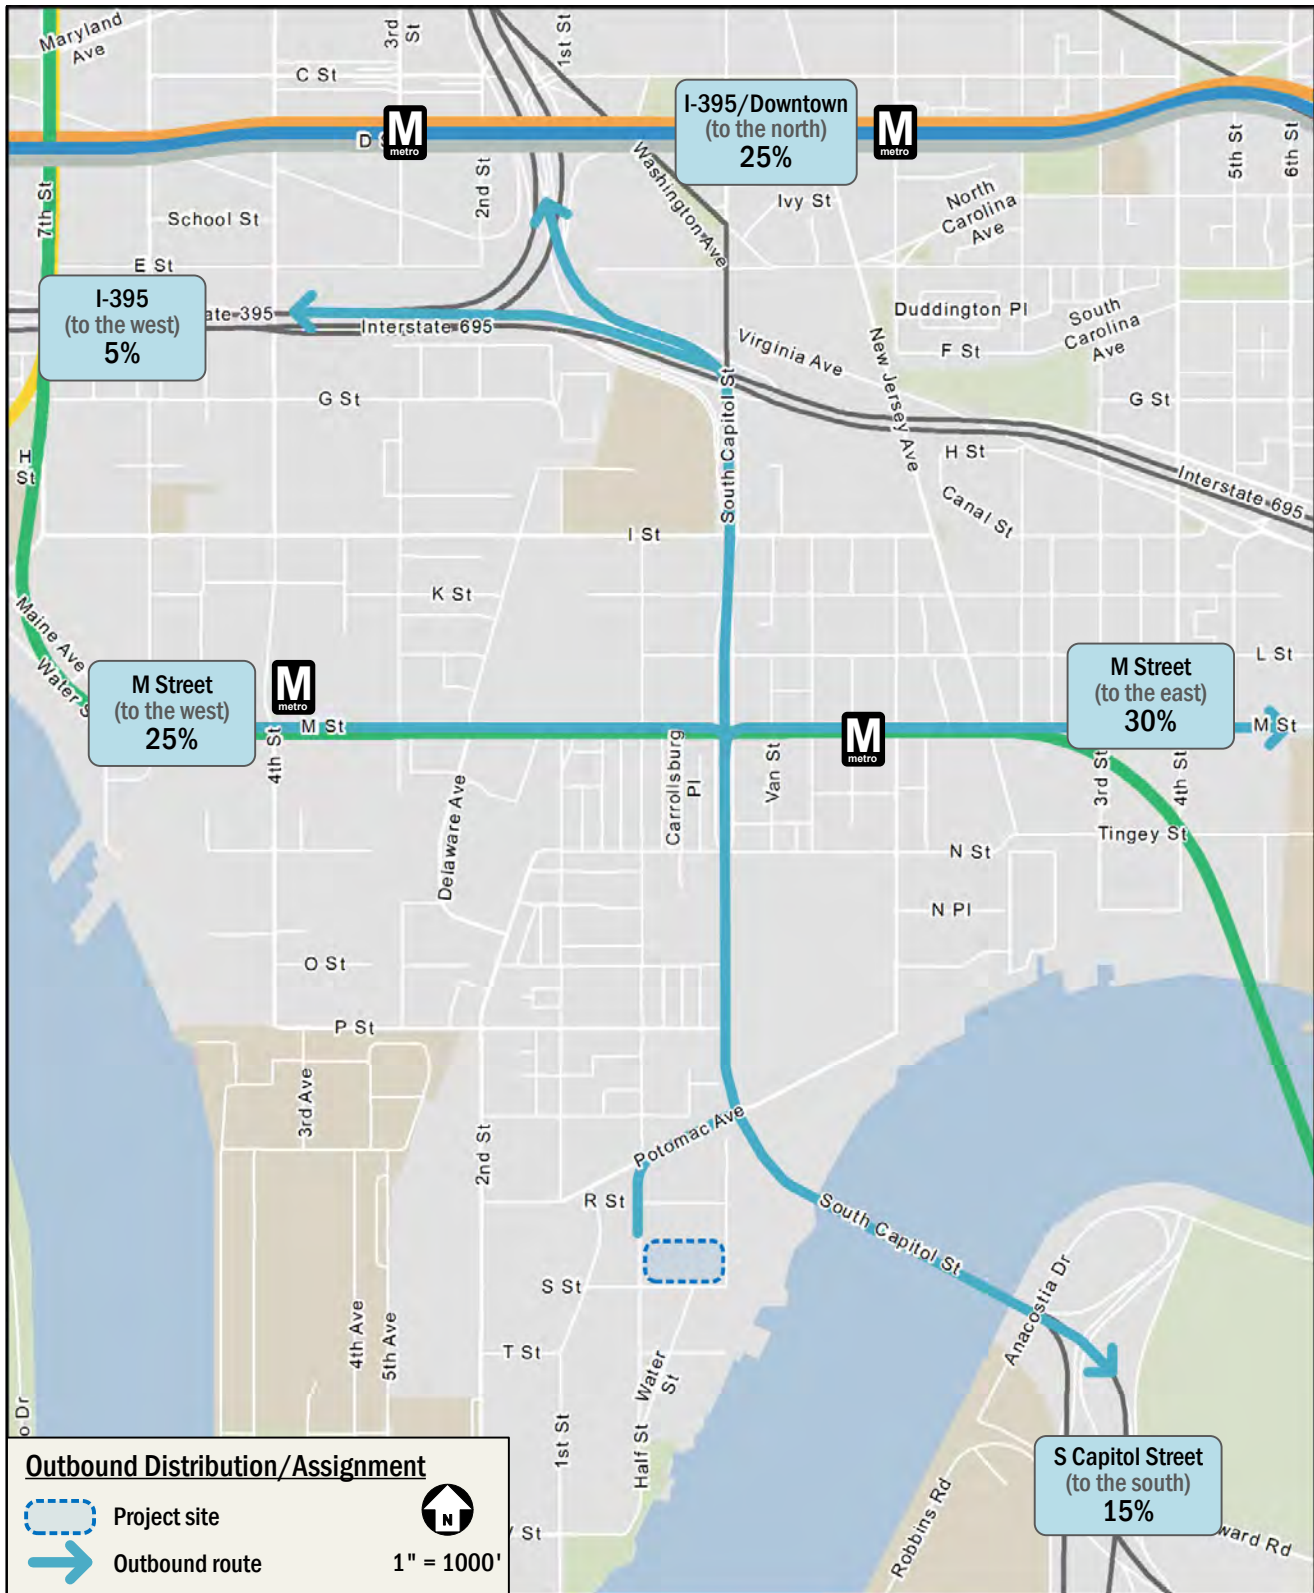 Maryland
Ave
3rd
St
1st St
C St
I-395/Downtown
(to the north)
25%
M
metro
M
metro
D S
5th St
6th St
2nd St
Washington Ave
7th St
School St
Ivy St
North
Carolina
Ave
E St
I-395
(to the west)
5%
ate 395
Interstate 695
Duddington Pl
South
Carolina
Ave
Virginia Ave
F St
New Jersey Ave
G St
G St
South Capitol St
H
St
H St
Interstate 695
Canal St
I St
K St
Maine Ave
Water S
L St
M Street
(to the west)
25%
M
metro
M St
M Street
(to the east)
30%
M St
M
metro
4th St
Carrollsburg
Pl
Van St
3rd St
4th St
Delaware Ave
Tingey St
N St
N Pl
O St
P St
3rd Ave
2nd St
Potomac Ave
R St
South Capitol St
S St
Anacostia Dr
4th Ave
5th Ave
T St
Water
St
o Dr
1st St
Half St
S Capitol Street
(to the south)
15%
Robbins Rd
ward Rd
V St
Outbound Distribution/Assignment
Project site
N
Outbound route
1" = 1000'